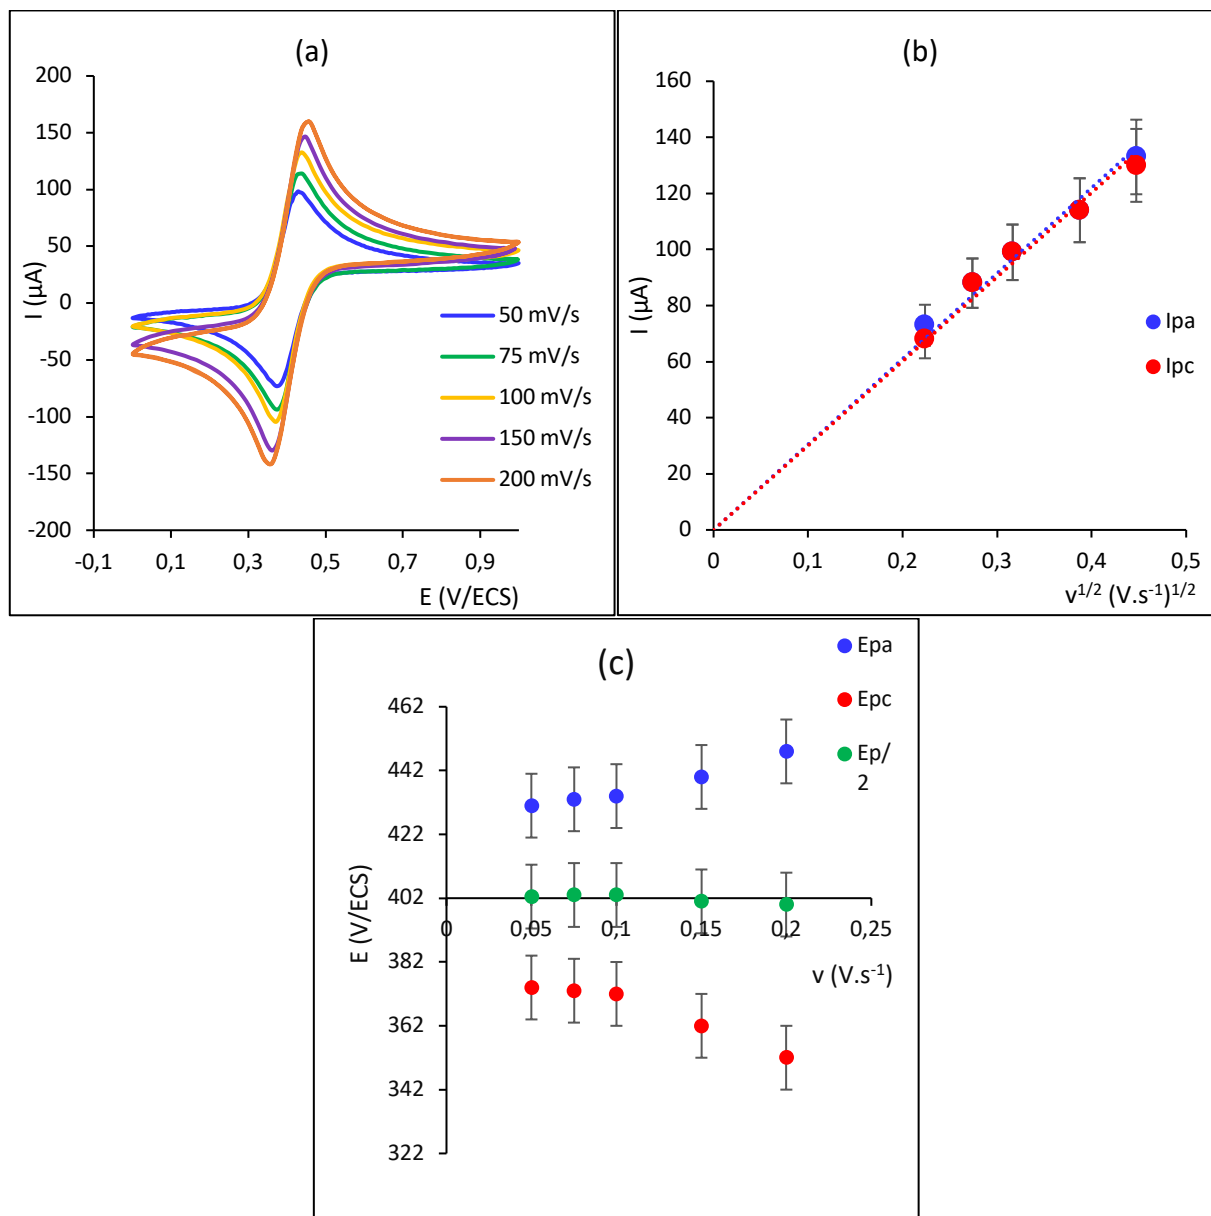 (a)
200
150
100
50
0
-50
-100
-150
-200
-0,1
0,1
0,3
0,5
0,7
0,9
I (µA)
E (V/ECS)
50 mV/s
75 mV/s
100 mV/s
150 mV/s
200 mV/s
(b)
160
140
120
100
80
60
40
20
0
0
0,1
0,2
0,3
0,4
0,5
I (µA)
v1/2 (V.s-1)1/2
Ipa
Ipc
(c)
462
442
422
402
382
362
342
322
0
0,05
0,1
0,15
0,2
0,25
E (V/ECS)
v (V.s-1)
Epa
Epc
Ep/
2